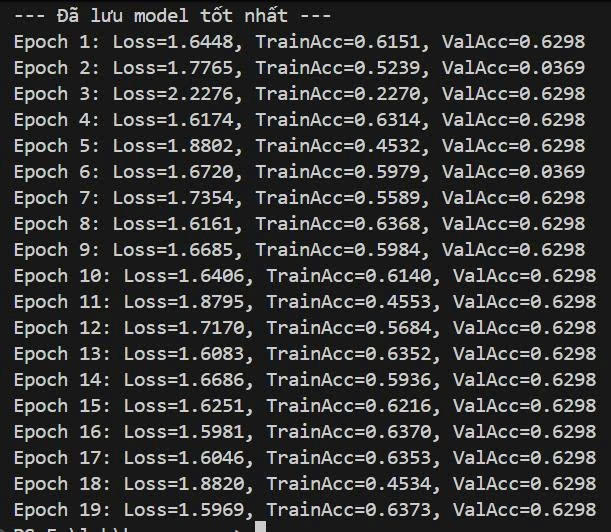 --- Đã lưu model tốt nhất ---
Epoch 1: Loss=1.6448, TrainAcc=0.6151, ValAcc=0.6298
Epoch 2: Loss=1.7765, TrainAcc=0.5239, ValAcc=0.0369
Epoch 3: Loss=2.2276, TrainAcc=0.2270, ValAcc=0.6298
Epoch 4: Loss=1.6174, TrainAcc=0.6314, ValAcc=0.6298
Epoch 5: Loss=1.8802, TrainAcc=0.4532, ValAcc=0.6298
Epoch 6: Loss=1.6720, TrainAcc=0.5979, ValAcc=0.0369
Epoch 7: Loss=1.7354, TrainAcc=0.5589, ValAcc=0.6298
Epoch 8: Loss=1.6161, TrainAcc=0.6368, ValAcc=0.6298
Epoch 9: Loss=1.6685, TrainAcc=0.5984, ValAcc=0.6298
Epoch 10: Loss=1.6406, TrainAcc=0.6140, ValAcc=0.6298
Epoch 11: Loss=1.8795, TrainAcc=0.4553, ValAcc=0.6298
Epoch 12: Loss=1.7170, TrainAcc=0.5684, ValAcc=0.6298
Epoch 13: Loss=1.6083, TrainAcc=0.6352, ValAcc=0.6298
Epoch 14: Loss=1.6686, TrainAcc=0.5936, ValAcc=0.6298
Epoch 15: Loss=1.6251, TrainAcc=0.6216, ValAcc=0.6298
Epoch 16: Loss=1.5981, TrainAcc=0.6370, ValAcc=0.6298
Epoch 17: Loss=1.6046, TrainAcc=0.6353, ValAcc=0.6298
Epoch 18: Loss=1.8820, TrainAcc=0.4534, ValAcc=0.6298
Epoch 19: Loss=1.5969, TrainAcc=0.6373, ValAcc=0.6298